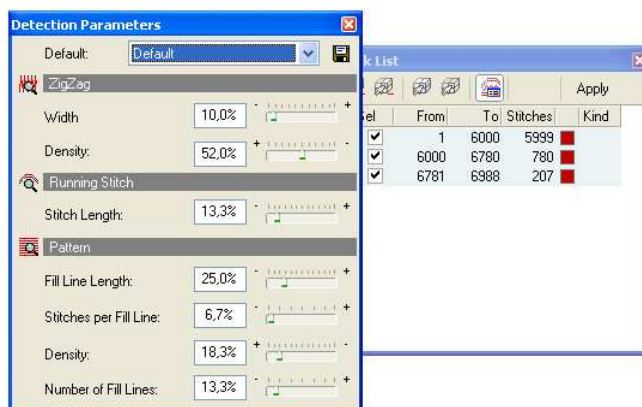 Detection Parameters
Default: Default
ZigZag
Width 10,0% - +
Density: 52,0% + -
Running Stitch
Stitch Length: 13,3% - +
Pattern
Fill Line Length: 25,0% - +
Stitches per Fill Line: 6,7% - +
Density: 18,3% + -
Number of Fill Lines: 13,3% - +
k List
Apply
el From To Stitches Kind
1 6000 5999
6000 6780 780
6781 6988 207